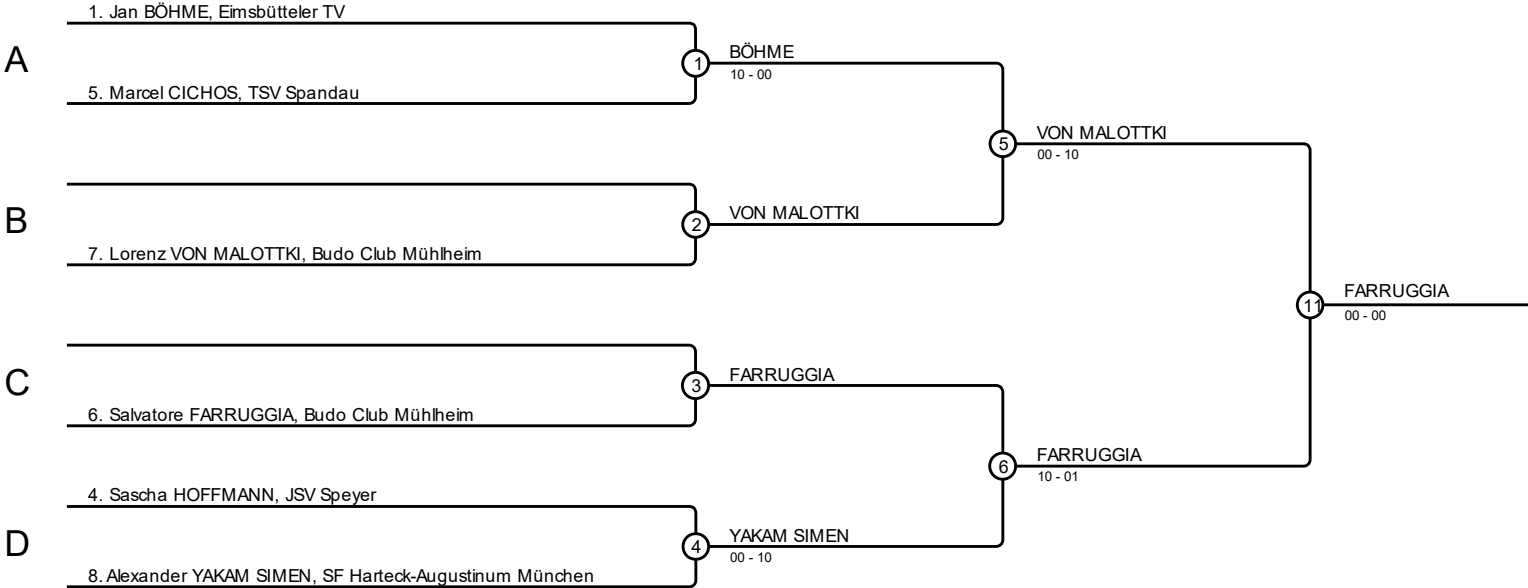 1. Jan BÖHME, Eimsbütteler TV
A
1
BÖHME
10 - 00
5. Marcel CICHOS, TSV Spandau
5
VON MALOTTKI
00 - 10
B
2
VON MALOTTKI
7. Lorenz VON MALOTTKI, Budo Club Mühlheim
11
FARRUGGIA
00 - 00
C
3
FARRUGGIA
6. Salvatore FARRUGGIA, Budo Club Mühlheim
6
FARRUGGIA
10 - 01
4. Sascha HOFFMANN, JSV Speyer
D
4
YAKAM SIMEN
00 - 10
8. Alexander YAKAM SIMEN, SF Harteck-Augustinum München